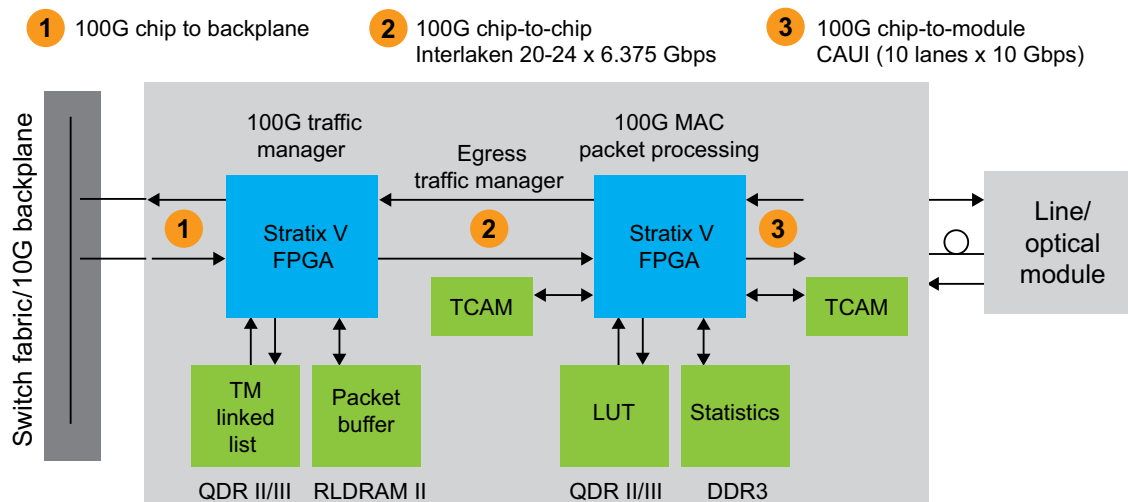 1 100G chip to backplane
2 100G chip-to-chip
Interlaken 20-24 x 6.375 Gbps
3 100G chip-to-module
CAUI (10 lanes x 10 Gbps)
Switch fabric/10G backplane
100G traffic
manager
Egress
traffic manager
100G MAC
packet processing
1
Stratix V
FPGA
2
Stratix V
FPGA
3
Line/
optical
module
TCAM
TCAM
TM
linked
list
Packet
buffer
LUT
Statistics
QDR II/III
RLDRAM II
QDR II/III
DDR3